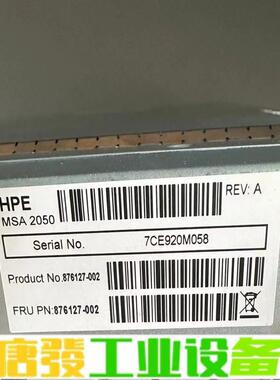 HPE
MSA 2050
REV: A
Serial No. 7CE920M058
Product No.876127-002
FRU PN:876127-002
唐發工业设备